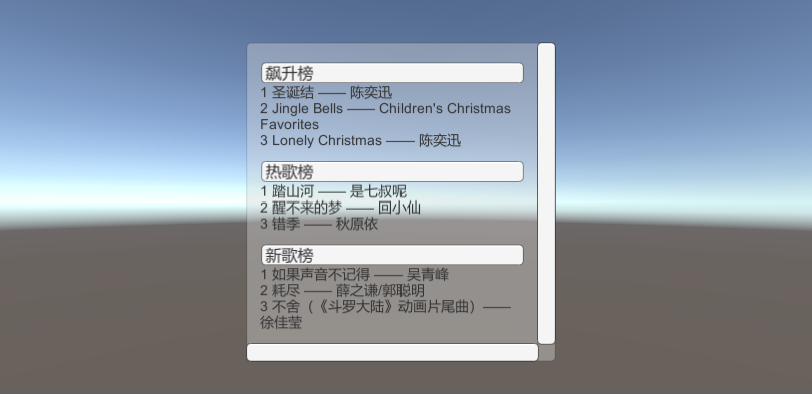 飙升榜
1 圣诞结 —— 陈奕迅
2 Jingle Bells —— Children's Christmas
Favorites
3 Lonely Christmas —— 陈奕迅
热歌榜
1 踏山河 —— 是七叔呢
2 醒不来的梦 —— 回小仙
3 错季 —— 秋原依
新歌榜
1 如果声音不记得 —— 吴青峰
2 耗尽 —— 薛之谦/郭聪明
3 不舍（《斗罗大陆》动画片尾曲）——
徐佳莹